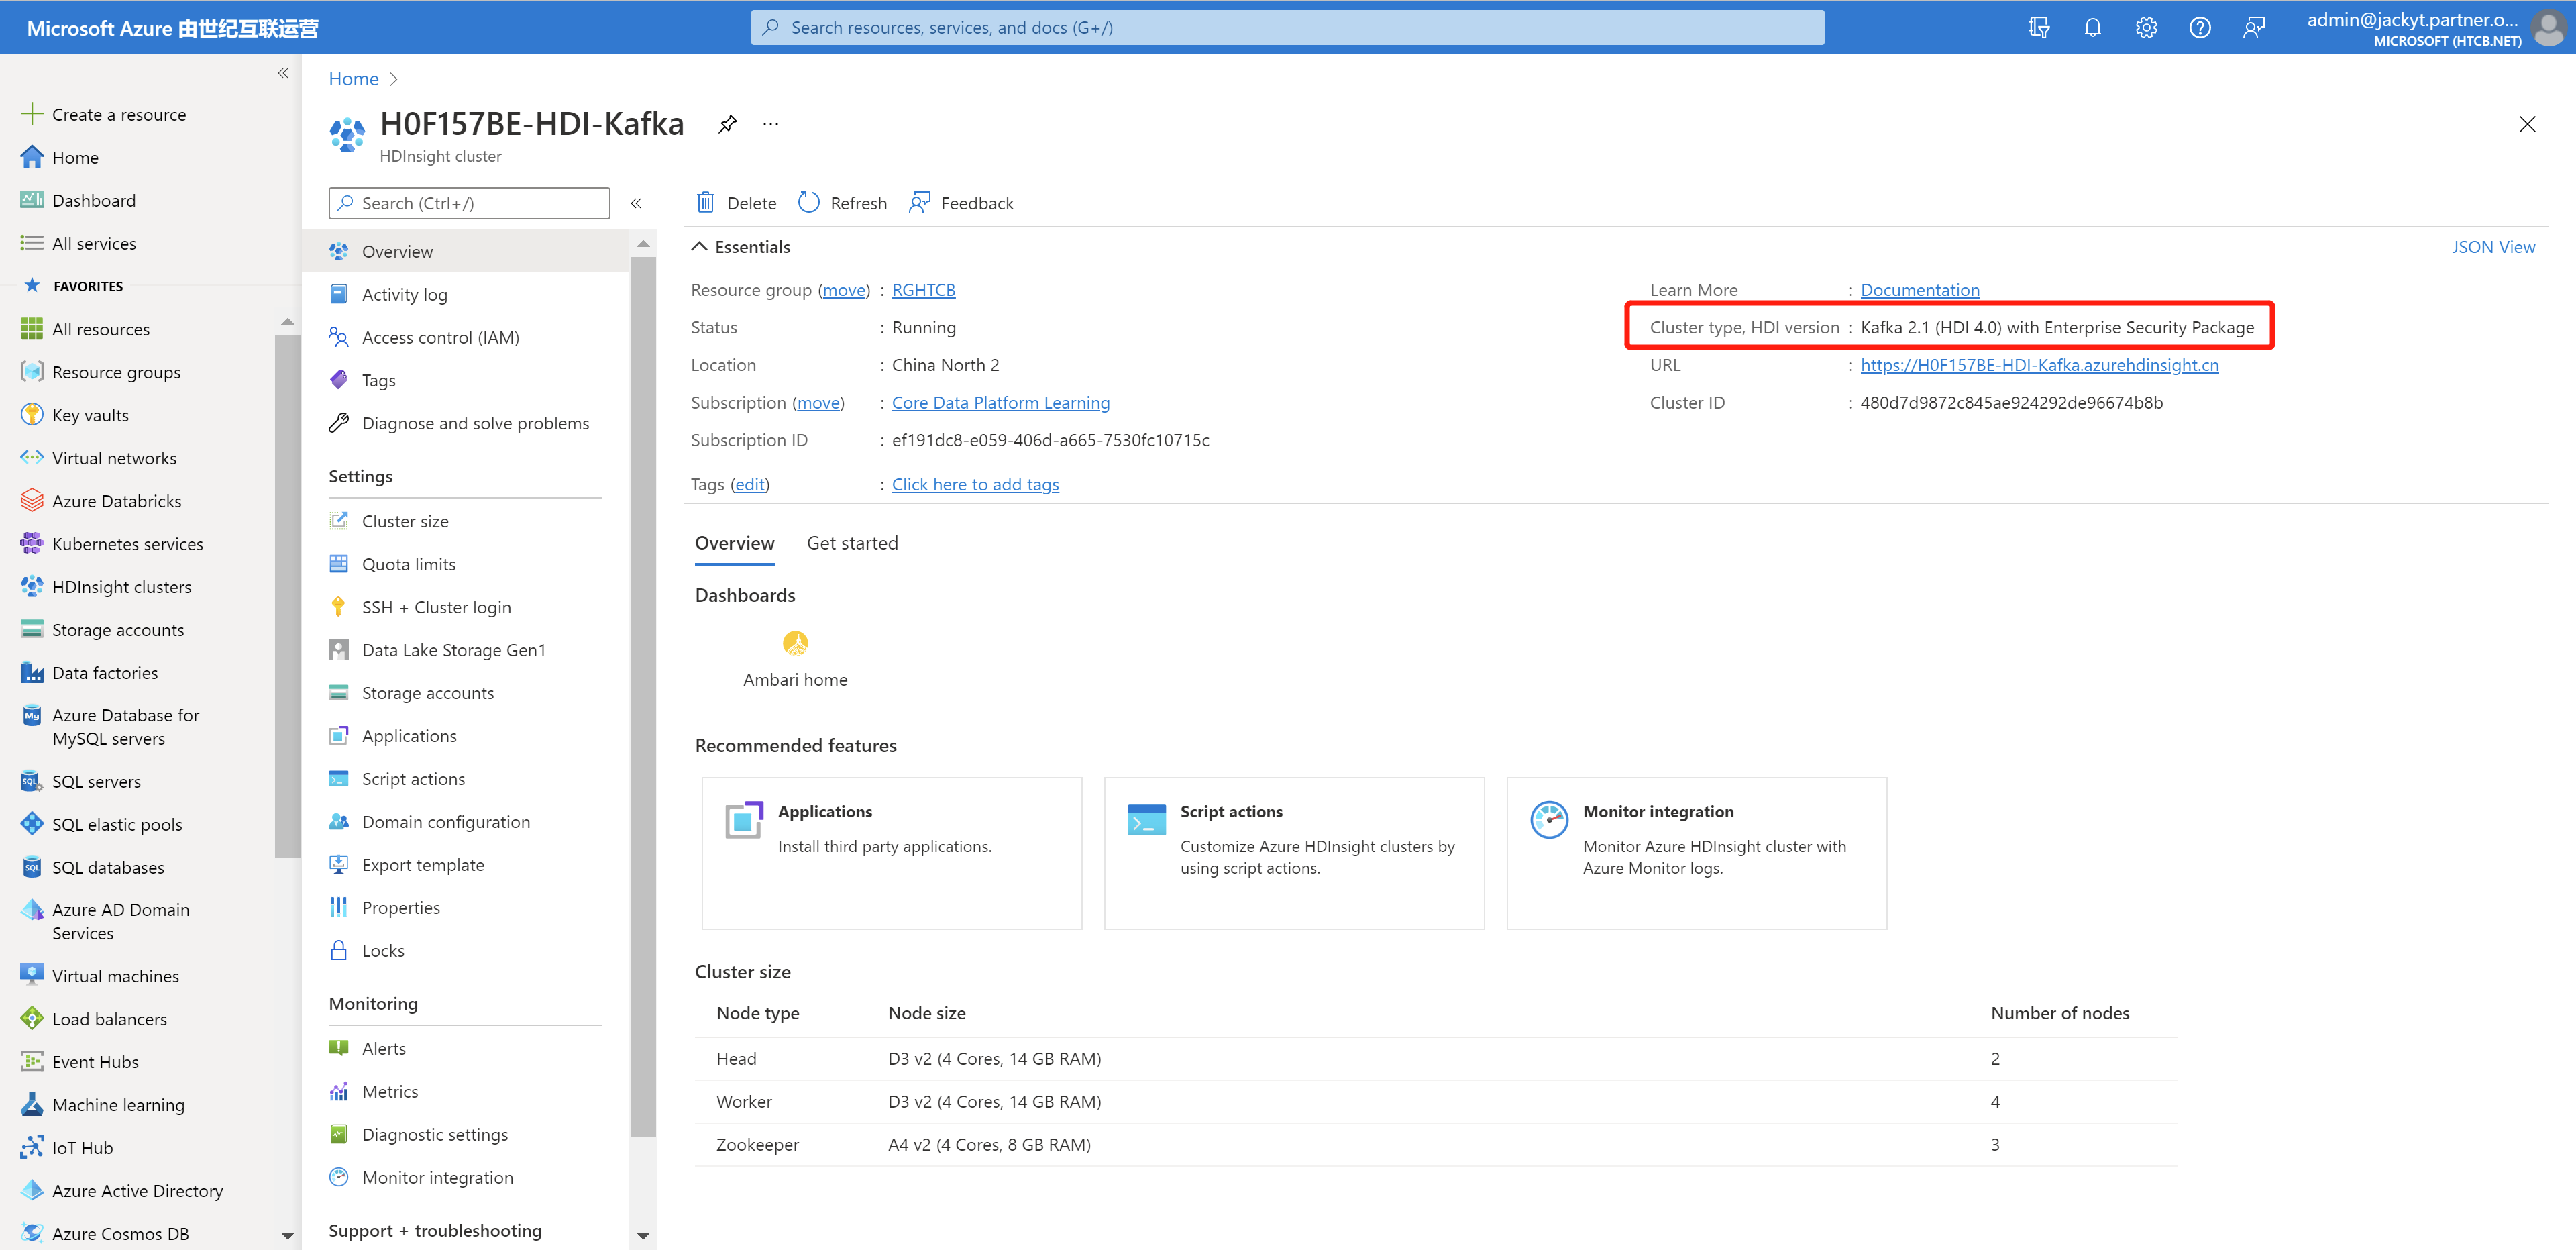 Microsoft Azure 由世纪互联运营
Search resources, services, and docs (G+/)
admin@jackyt.partner.o...
MICROSOFT (HTCB.NET)
Create a resource
Home
Dashboard
All services
FAVORITES
All resources
Resource groups
Key vaults
Virtual networks
Azure Databricks
Kubernetes services
HDInsight clusters
Storage accounts
Data factories
Azure Database for
MySQL servers
SQL servers
SQL elastic pools
SQL databases
Azure AD Domain
Services
Virtual machines
Load balancers
Event Hubs
Machine learning
IoT Hub
Azure Active Directory
Azure Cosmos DB
Home
H0F157BE-HDI-Kafka
HDInsight cluster
Search (Ctrl+/)
Overview
Activity log
Access control (IAM)
Tags
Diagnose and solve problems
Settings
Cluster size
Quota limits
SSH + Cluster login
Data Lake Storage Gen1
Storage accounts
Applications
Script actions
Domain configuration
Export template
Properties
Locks
Monitoring
Alerts
Metrics
Diagnostic settings
Monitor integration
Support + troubleshooting
Delete Refresh Feedback
Essentials
JSON View
Resource group (move) : RGHTCB
Status : Running
Location : China North 2
Subscription (move) : Core Data Platform Learning
Subscription ID : ef191dc8-e059-406d-a665-7530fc10715c
Tags (edit) : Click here to add tags
Learn More : Documentation
Cluster type, HDI version : Kafka 2.1 (HDI 4.0) with Enterprise Security Package
URL : https://H0F157BE-HDI-Kafka.azurehdinsight.cn
Cluster ID : 480d7d9872c845ae924292de96674b8b
Overview Get started
Dashboards
Ambari home
Recommended features
Applications
Install third party applications.
Script actions
Customize Azure HDInsight clusters by
using script actions.
Monitor integration
Monitor Azure HDInsight cluster with
Azure Monitor logs.
Cluster size
Node type Node size Number of nodes
Head D3 v2 (4 Cores, 14 GB RAM) 2
Worker D3 v2 (4 Cores, 14 GB RAM) 4
Zookeeper A4 v2 (4 Cores, 8 GB RAM) 3